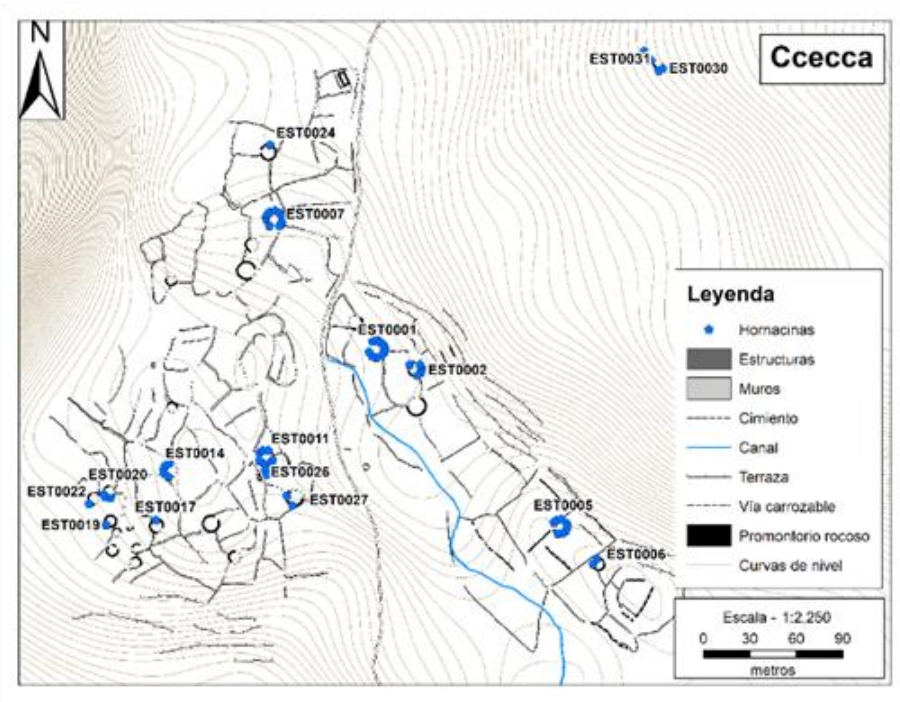 N
Ccecca
EST0031
EST0030
EST0024
EST0007
EST0001
EST0002
EST0011
EST0014
EST0026
EST0020
EST0022
EST0027
EST0017
EST0019
EST0005
EST0006
Leyenda
Hornacinas
Estructuras
Muros
Cimiento
Canal
Terraza
Vía carrozable
Promontorio rocoso
Curvas de nivel
Escala - 1:2.250
0 30 60 90
metros